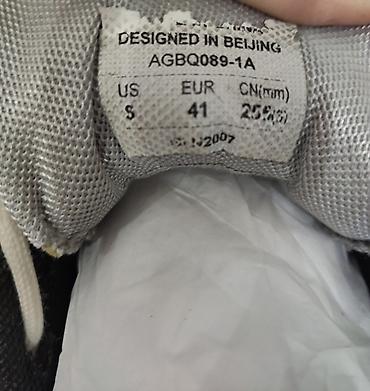 DESIGNED IN BEIJING
AGBQ089-1A
US EUR CN(mm)
41